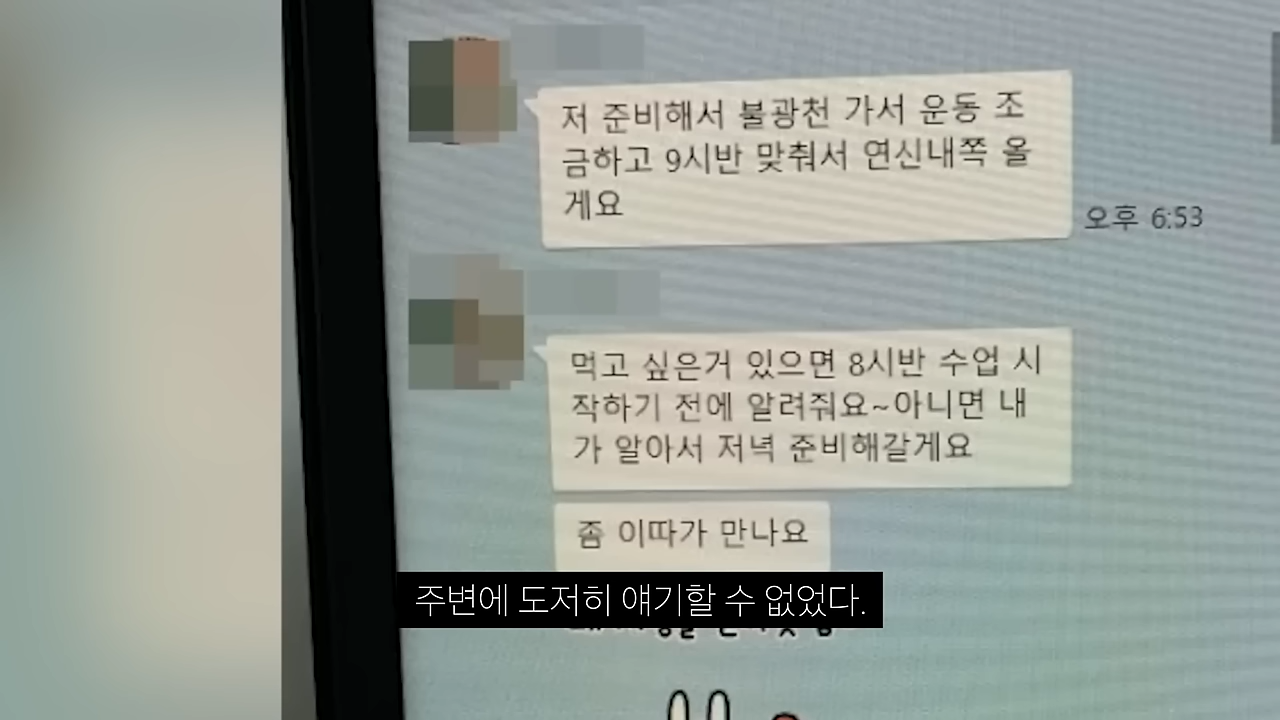 저 준비해서 불광천 가서 운동 조
금하고 9시반 맞춰서 연신내쪽 올
게요
오후 6:53
먹고 싶은거 있으면 8시반 수업 시
작하기 전에 알려줘요~아니면 내
가 알아서 저녁 준비해갈게요
좀 이따가 만나요
주변에 도저히 얘기할 수 없었다.